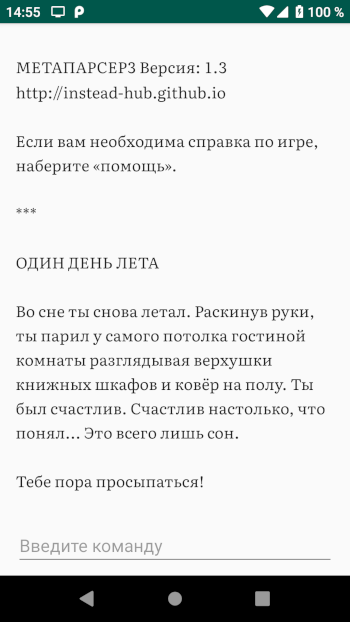 14:55
100 %
МЕТАПАРСЕР3 Версия: 1.3
http://instead-hub.github.io
Если вам необходима справка по игре,
наберите «помощь».
***
ОДИН ДЕНЬ ЛЕТА
Во сне ты снова летал. Раскинув руки,
ты парил у самого потолка гостиной
комнаты разглядывая верхушки
книжных шкафов и ковёр на полу. Ты
был счастлив. Счастлив настолько, что
понял... Это всего лишь сон.
Тебе пора просыпаться!
Введите команду